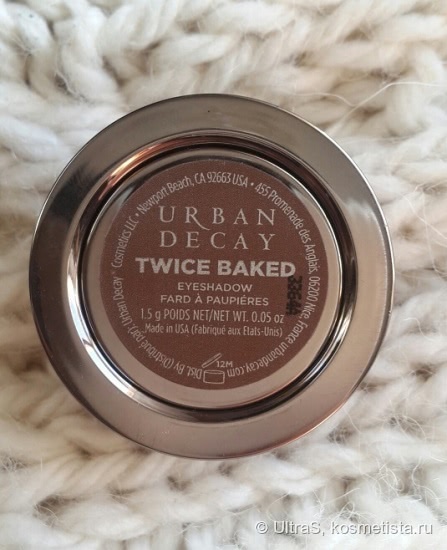 URBAN
DECAY
TWICE BAKED
EYESHADOW
FARD À PAUPIÉRES
1.5 g POIDS NET/NET WT. 0.05 oz
Made in USA (Fabriqué aux Etats-Unis)
12M
Dist. By (Distribué par). Urban Decay® Cosmetics LLC • Newport Beach, CA 92663 USA • 455 Promenade des Anglais, 06200 Nice, France urbandecay.com
© UltraS, kosmetista.ru